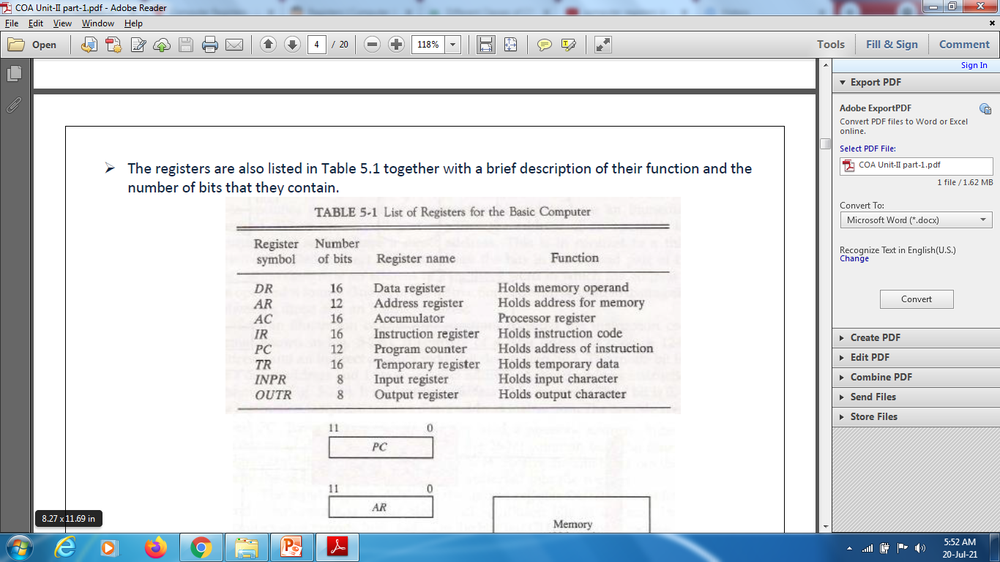 COA Unit-II part-1.pdf - Adobe Reader
File Edit View Window Help
Open 4 / 20 118% Tools Fill & Sign Comment
Sign In
Export PDF
Adobe ExportPDF
Convert PDF files to Word or Excel
online.
Select PDF File:
COA Unit-II part-1.pdf
1 file / 1.62 MB
Convert To:
Microsoft Word (*.docx)
Recognize Text in English(U.S.)
Change
Convert
Create PDF
Edit PDF
Combine PDF
Send Files
Store Files
➢ The registers are also listed in Table 5.1 together with a brief description of their function and the
number of bits that they contain.
TABLE 5-1 List of Registers for the Basic Computer
Register Number
symbol of bits Register name Function
DR 16 Data register Holds memory operand
AR 12 Address register Holds address for memory
AC 16 Accumulator Processor register
IR 16 Instruction register Holds instruction code
PC 12 Program counter Holds address of instruction
TR 16 Temporary register Holds temporary data
INPR 8 Input register Holds input character
OUTR 8 Output register Holds output character
11 0
PC
11 0
AR
Memory
8.27 x 11.69 in
5:52 AM
20-Jul-21